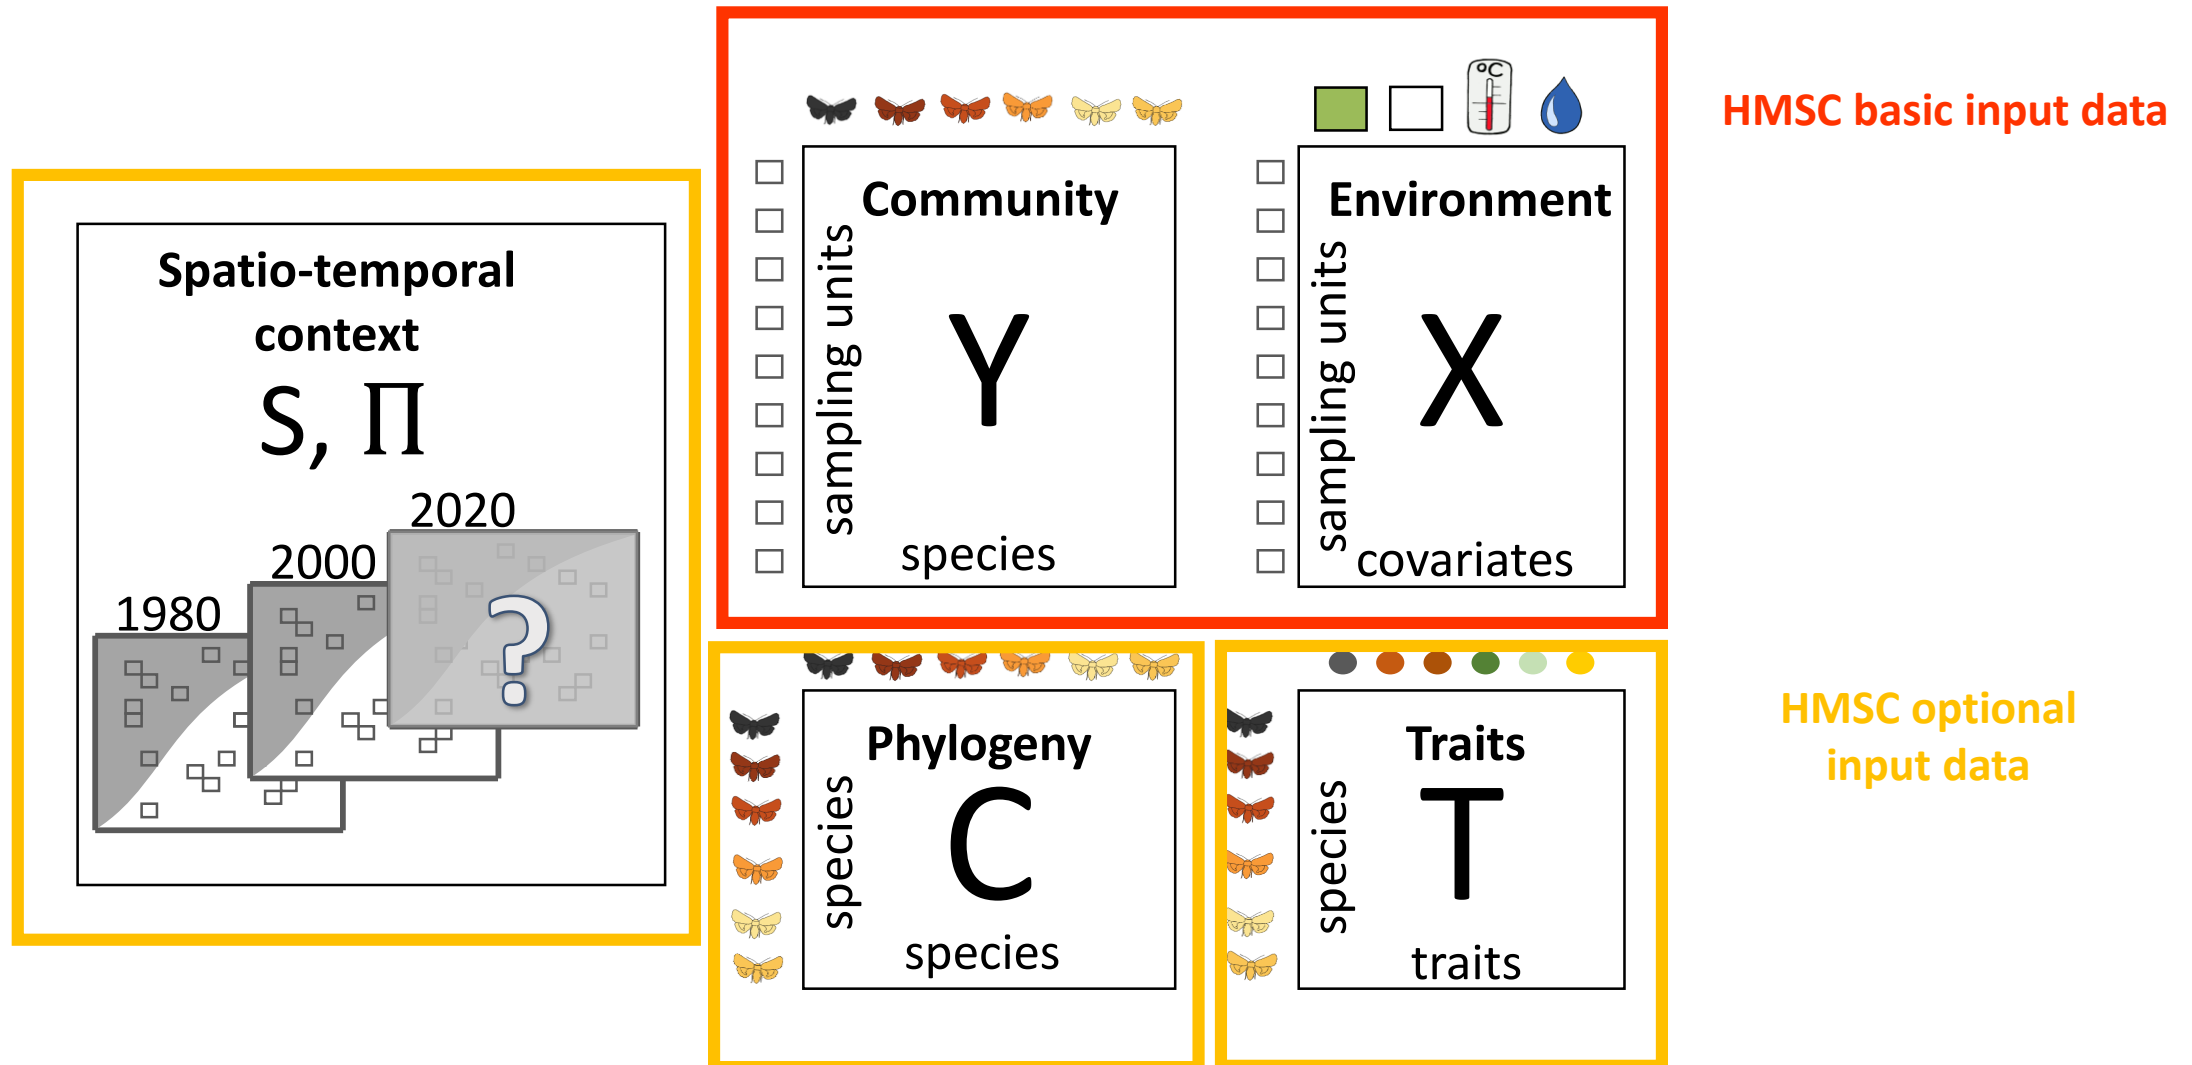 HMSC basic input data
°C
Community
sampling units
Y
species
Environment
sampling units
X
covariates
Spatio-temporal
context
S, Π
2020
2000
1980
?
Phylogeny
species
C
species
Traits
species
T
traits
HMSC optional
input data